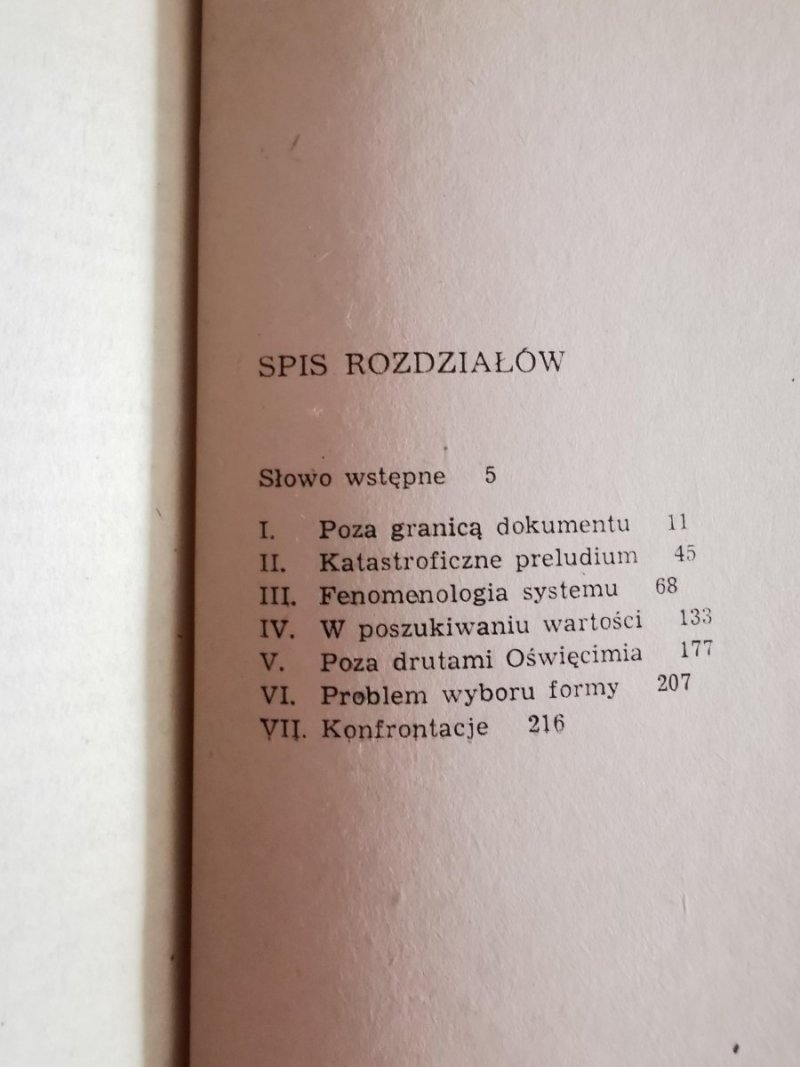 SPIS ROZDZIAŁÓW
Słowo wstępne 5
I. Poza granicą dokumentu 11
II. Katastroficzne preludium 45
III. Fenomenologia systemu 68
IV. W poszukiwaniu wartości 133
V. Poza drutami Oświęcimia 177
VI. Problem wyboru formy 207
VII. Konfrontacje 216